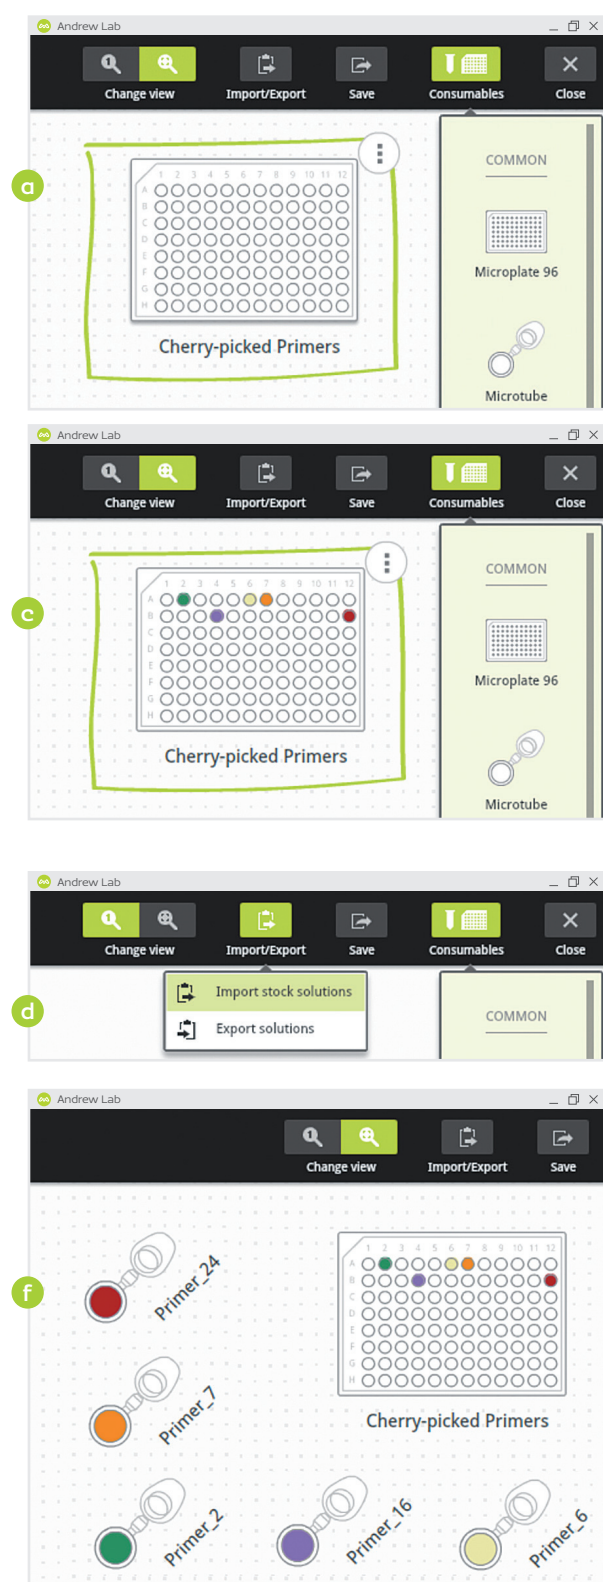 Andrew Lab
1
Change view Import/Export Save Consumables Close
a
COMMON
1 2 3 4 5 6 7 8 9 10 11 12
A
B
C
D
E
F
G
H
Microplate 96
Cherry-picked Primers
Microtube
Andrew Lab
1
Change view Import/Export Save Consumables Close
c
COMMON
1 2 3 4 5 6 7 8 9 10 11 12
A
B
C
D
E
F
G
H
Microplate 96
Cherry-picked Primers
Microtube
Andrew Lab
1
Change view Import/Export Save Consumables Close
d
Import stock solutions
COMMON
Export solutions
Andrew Lab
1
Change view Import/Export Save
f
1 2 3 4 5 6 7 8 9 10 11 12
A
B
C
D
E
F
G
H
Primer_24
Primer_7
Cherry-picked Primers
Primer_2 Primer_16 Primer_6